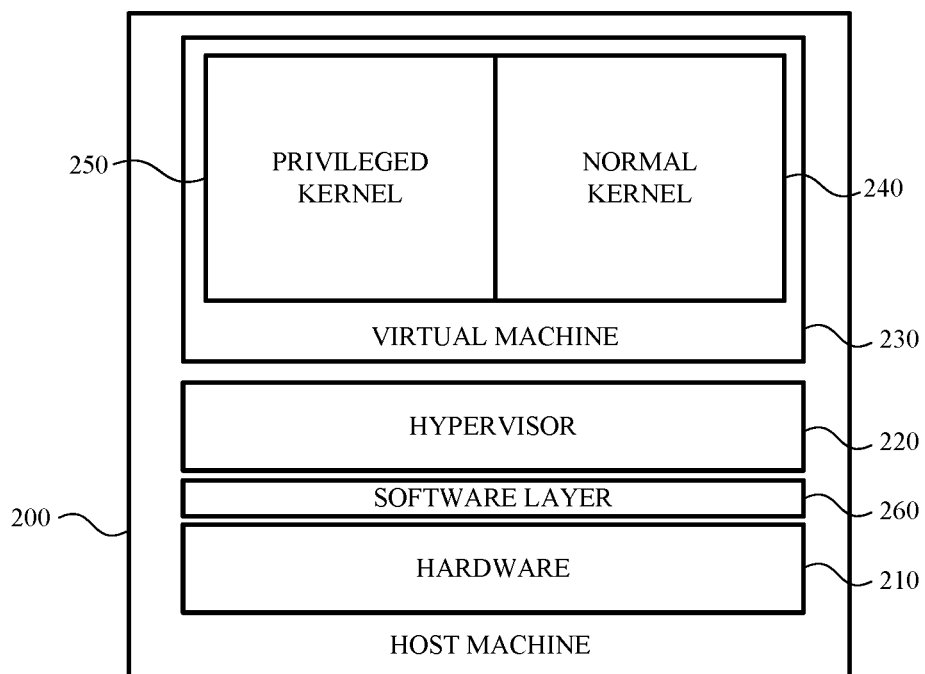 250
PRIVILEGED
KERNEL
NORMAL
KERNEL
240
VIRTUAL MACHINE
230
HYPERVISOR
220
SOFTWARE LAYER
260
200
HARDWARE
210
HOST MACHINE